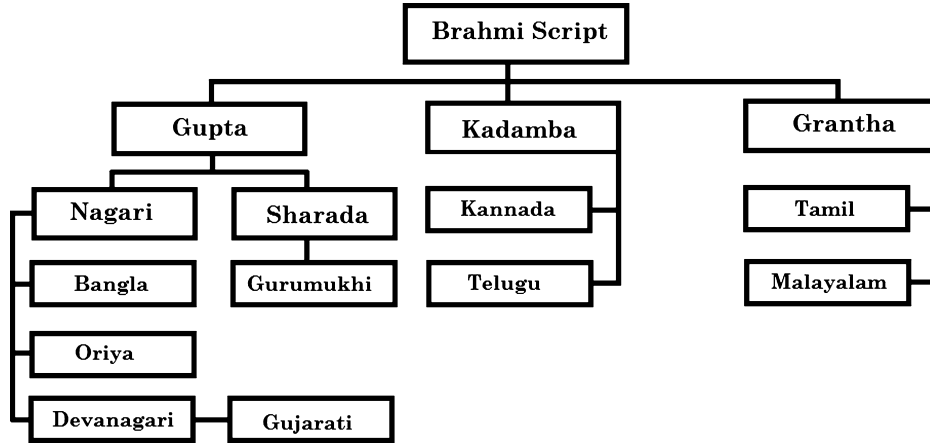 Brahmi Script
Gupta
Kadamba
Grantha
Nagari
Sharada
Kannada
Tamil
Bangla
Gurumukhi
Telugu
Malayalam
Oriya
Devanagari
Gujarati